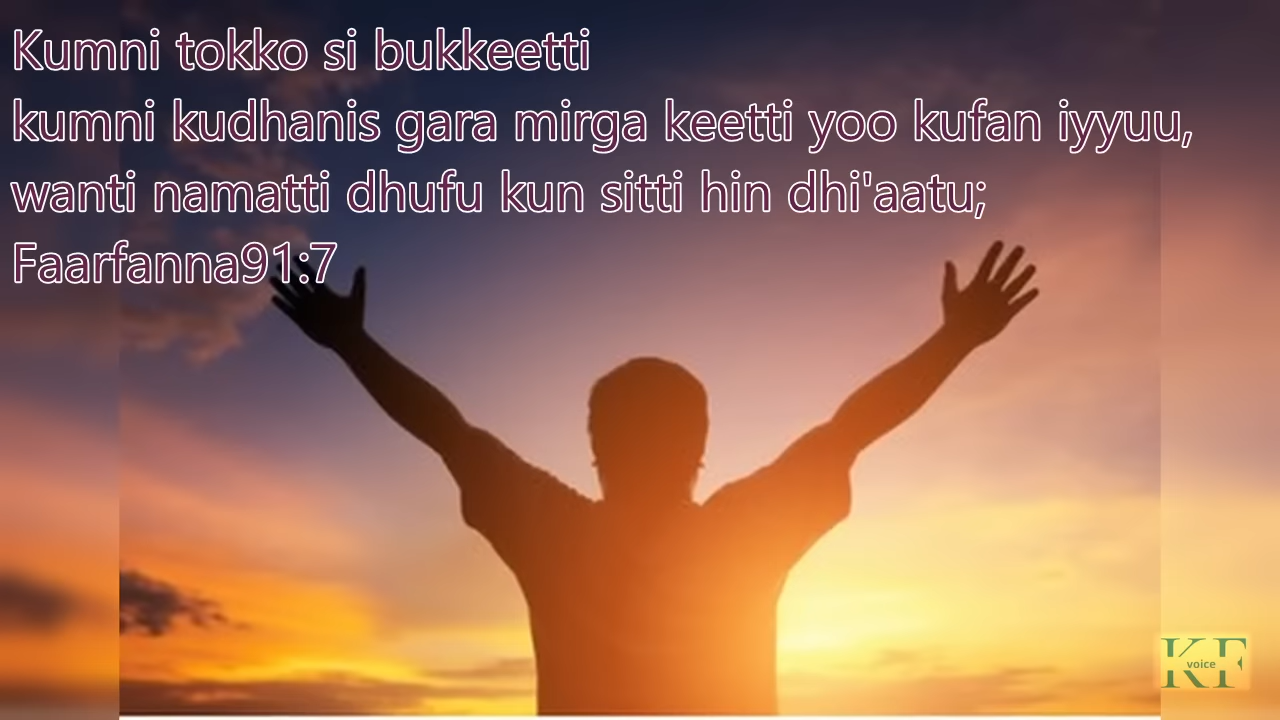 Kumni tokko si bukkeetti
kumni kudhanis gara mirga keetti yoo kufan iyyuu,
wanti namatti dhufu kun sitti hin dhi'aatu;
Faarfanna91:7
KF
voice